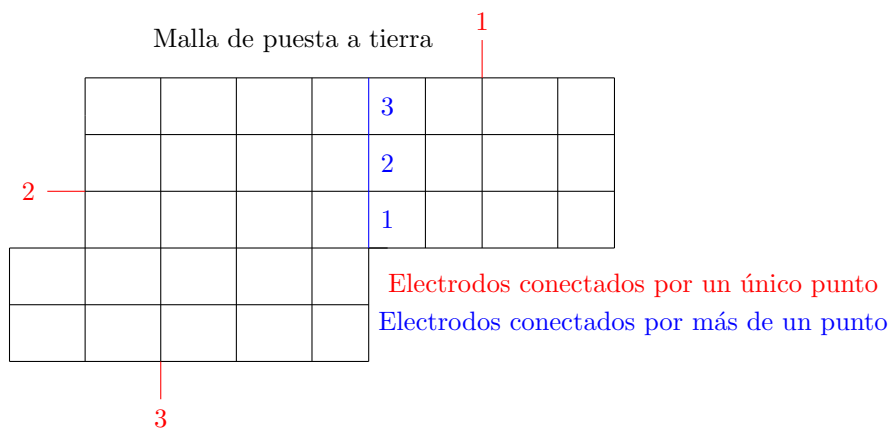 1
Malla de puesta a tierra
3
2
2
1
Electrodos conectados por un único punto
Electrodos conectados por más de un punto
3